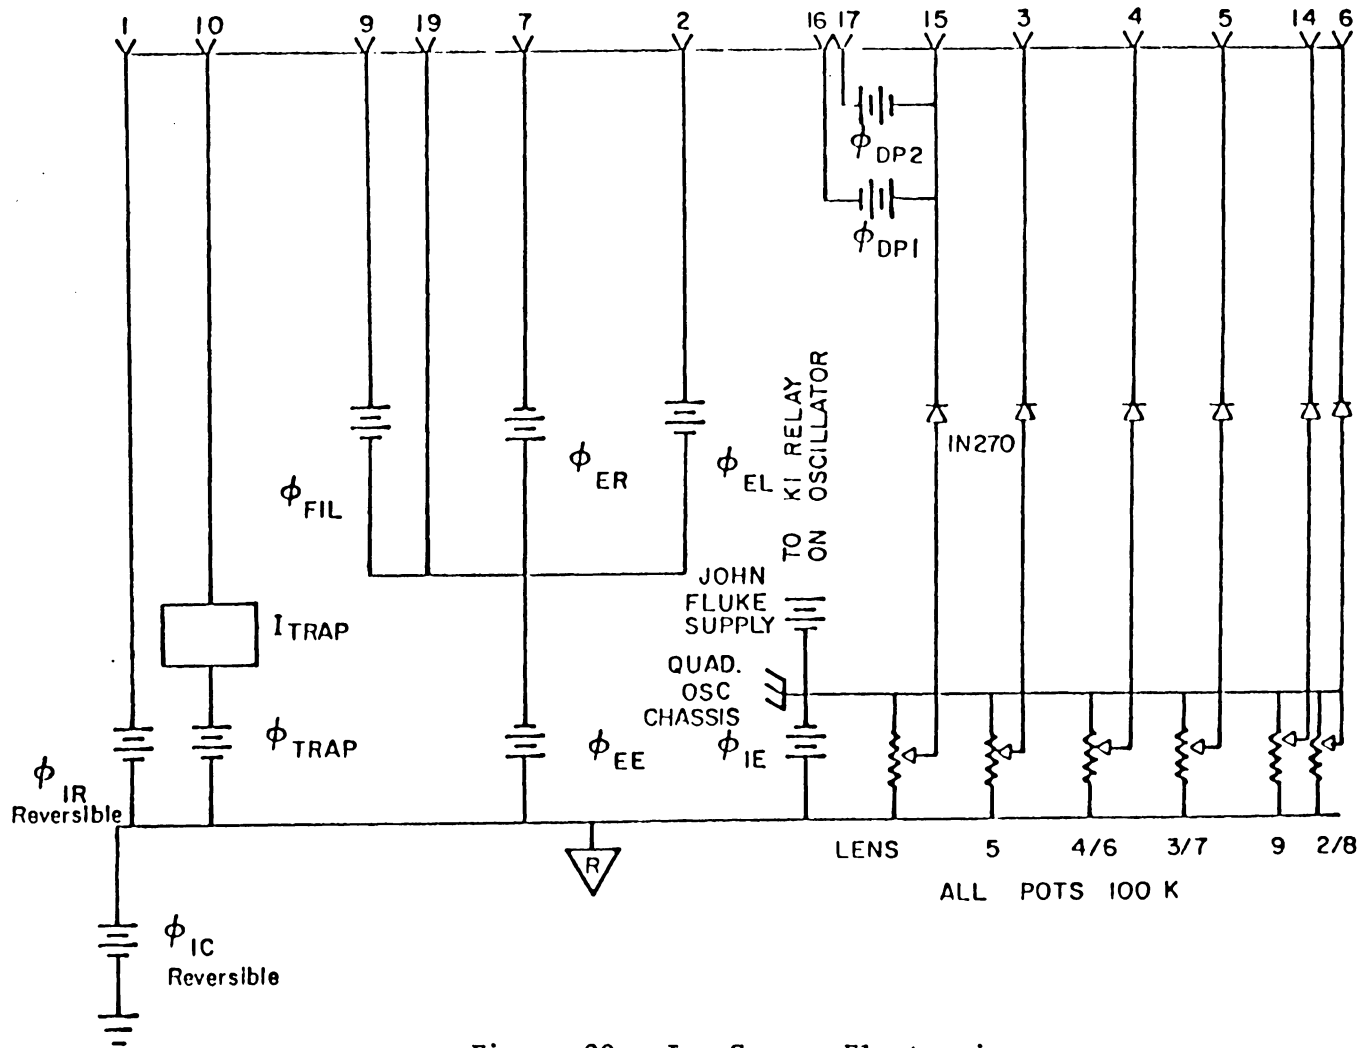 1 10 9 19 7 2 16 17 15 3 4 5 14 6
ϕDP2
ϕDP1
TO K1 RELAY
ON OSCILLATOR
1N270
ϕER
ϕEL
ϕFIL
JOHN
FLUKE
SUPPLY
ITRAP
QUAD.
OSC
CHASSIS
ϕTRAP
ϕEE
ϕIE
ϕIR
Reversible
R
LENS 5 4/6 3/7 9 2/8
ALL POTS 100 K
ϕIC
Reversible